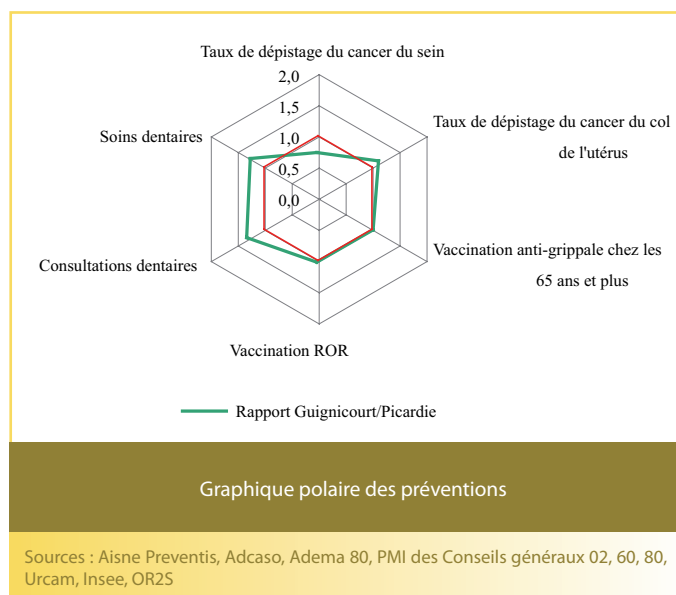 Taux de dépistage du cancer du sein
2,0
1,5
1,0
0,5
0,0
Taux de dépistage du cancer du col
de l'utérus
Vaccination anti-grippale chez les
65 ans et plus
Vaccination ROR
Consultations dentaires
Soins dentaires
Rapport Guignicourt/Picardie
Graphique polaire des préventions
Sources : Aisne Preventis, Adcaso, Adema 80, PMI des Conseils généraux 02, 60, 80,
Urcam, Insee, OR2S